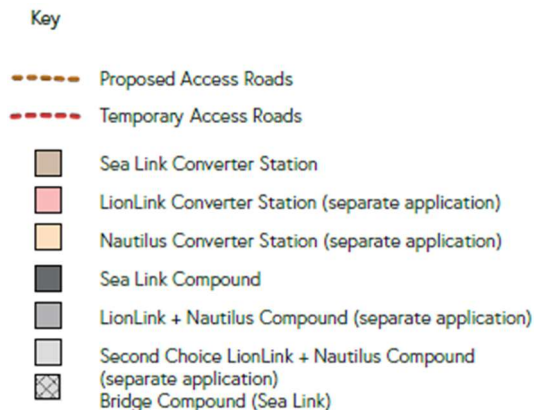 Key
Proposed Access Roads
Temporary Access Roads
Sea Link Converter Station
LionLink Converter Station (separate application)
Nautilus Converter Station (separate application)
Sea Link Compound
LionLink + Nautilus Compound (separate application)
Second Choice LionLink + Nautilus Compound
(separate application)
Bridge Compound (Sea Link)